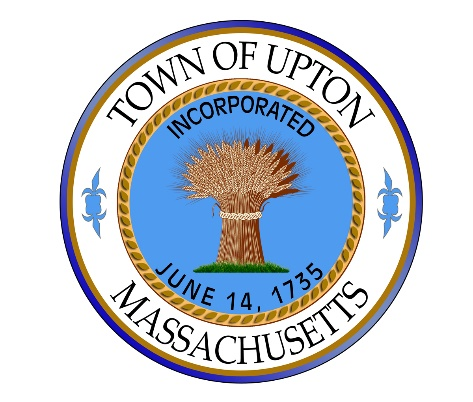 TOWN OF UPTON
INCORPORATED
JUNE 14, 1735
MASSACHUSETTS